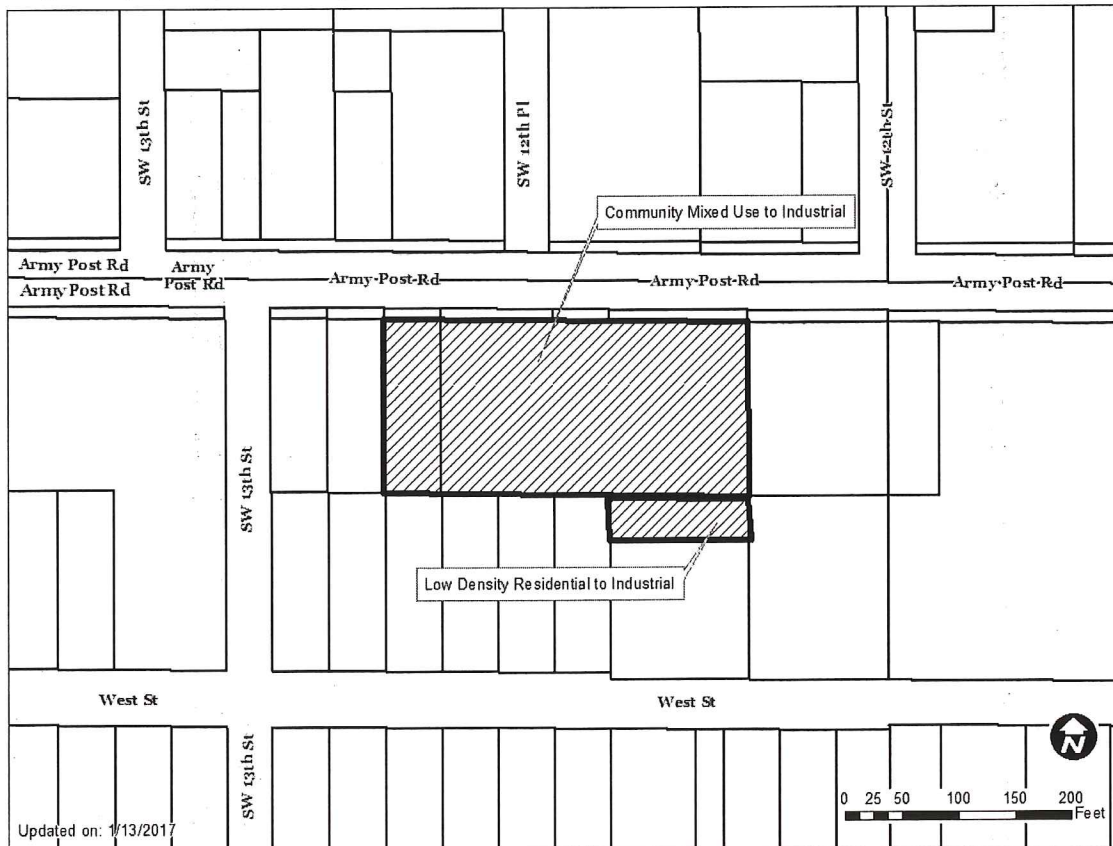 SW 13th St
SW 12th Pl
SW 12th St
Community Mixed Use to Industrial
Army Post Rd
Army
Post Rd
Army Post Rd
Army Post Rd
Army Post Rd
Army Post Rd
SW 13th St
Low Density Residential to Industrial
West St
West St
SW 13th St
N
0 25 50 100 150 200
Feet
Updated on: 1/13/2017